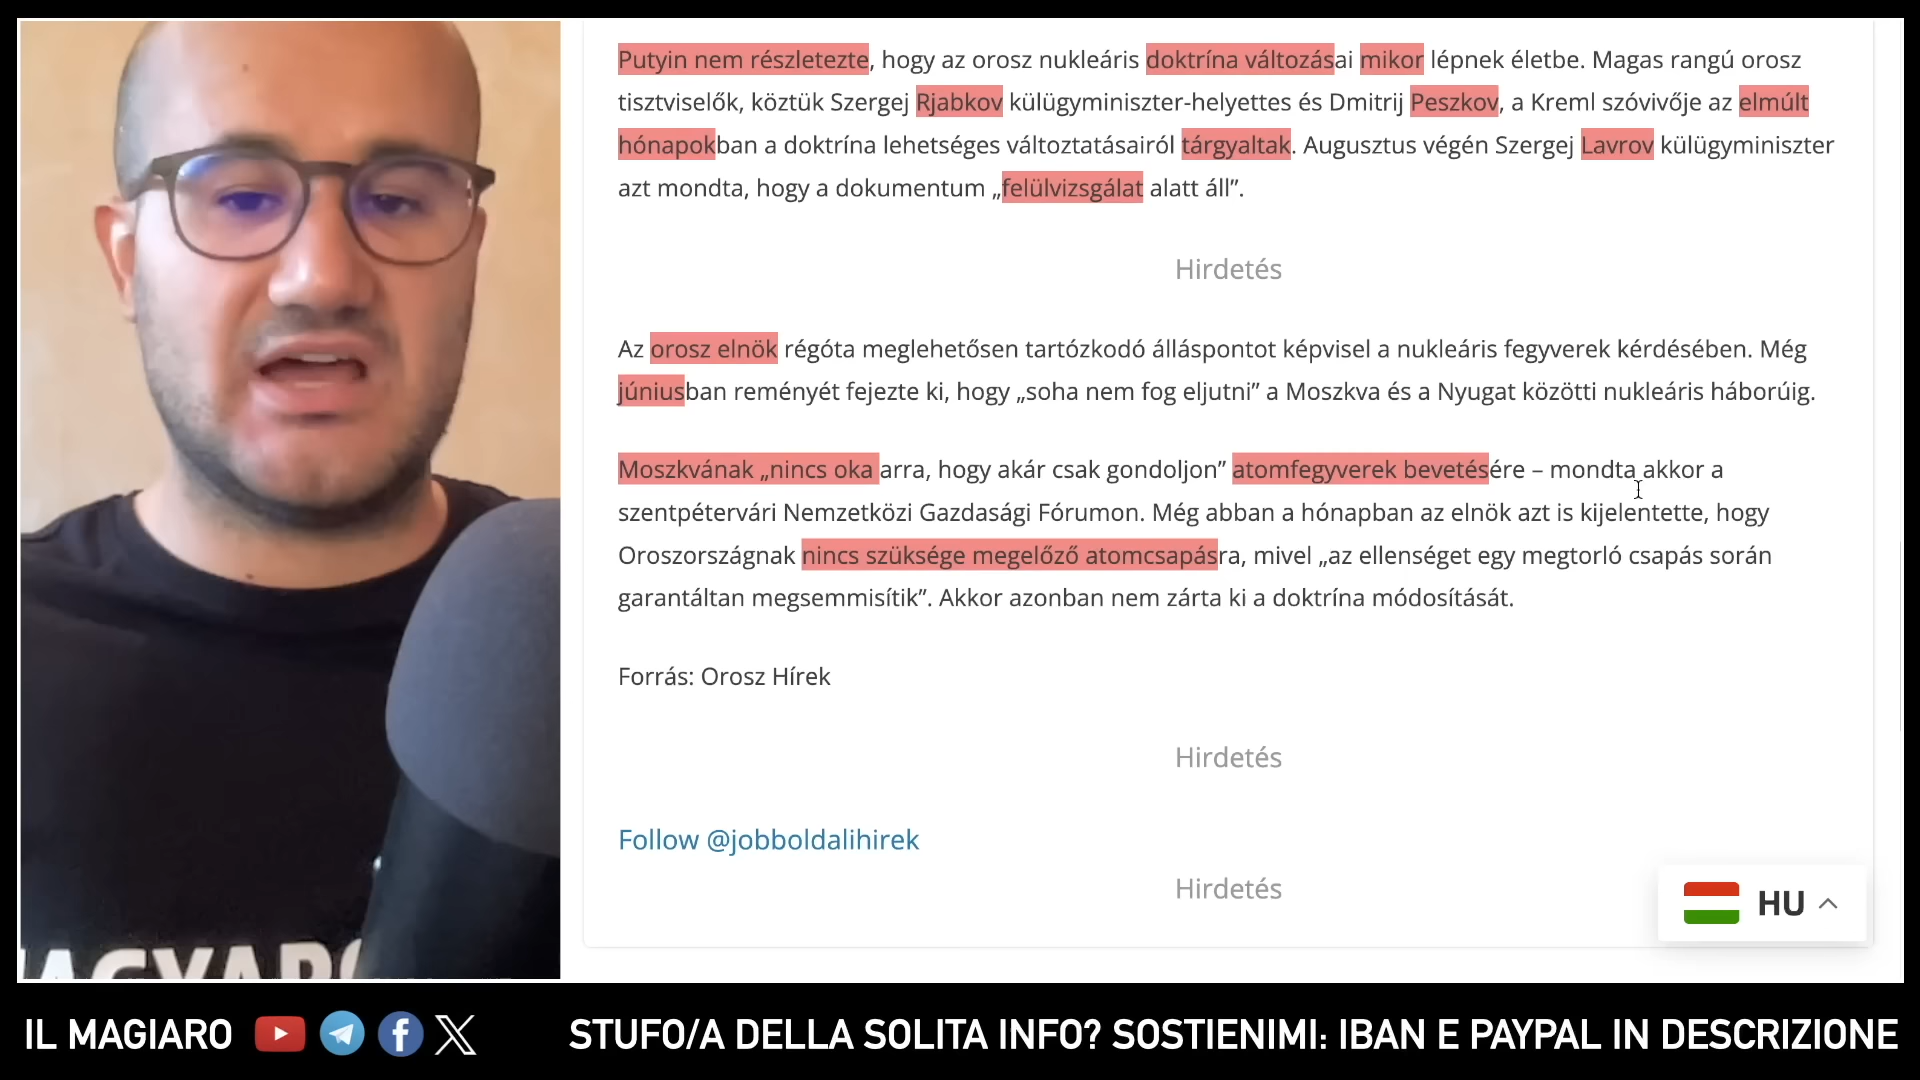 Putyin nem részletezte, hogy az orosz nukleáris doktrína változásai mikor lépnek életbe. Magas rangú orosz
tisztviselők, köztük Szergej Rjabkov külügyminiszter-helyettes és Dmitrij Peszkov, a Kreml szóvivője az elmúlt
hónapokban a doktrína lehetséges változtatásairól tárgyaltak. Augusztus végén Szergej Lavrov külügyminiszter
azt mondta, hogy a dokumentum „felülvizsgálat alatt áll”.
Hirdetés
Az orosz elnök régóta meglehetősen tartózkodó álláspontot képvisel a nukleáris fegyverek kérdésében. Még
júniusban reményét fejezte ki, hogy „soha nem fog eljutni” a Moszkva és a Nyugat közötti nukleáris háborúig.
Moszkvának „nincs oka arra, hogy akár csak gondoljon” atomfegyverek bevetésére – mondta akkor a
szentpétervári Nemzetközi Gazdasági Fórumon. Még abban a hónapban az elnök azt is kijelentette, hogy
Oroszországnak nincs szüksége megelőző atomcsapásra, mivel „az ellenséget egy megtorló csapás során
garantáltan megsemmisítik”. Akkor azonban nem zárta ki a doktrína módosítását.
Forrás: Orosz Hírek
Hirdetés
Follow @jobboldalihirek
Hirdetés
HU
IL MAGIARO
STUFO/A DELLA SOLITA INFO? SOSTIENIMI: IBAN E PAYPAL IN DESCRIZIONE